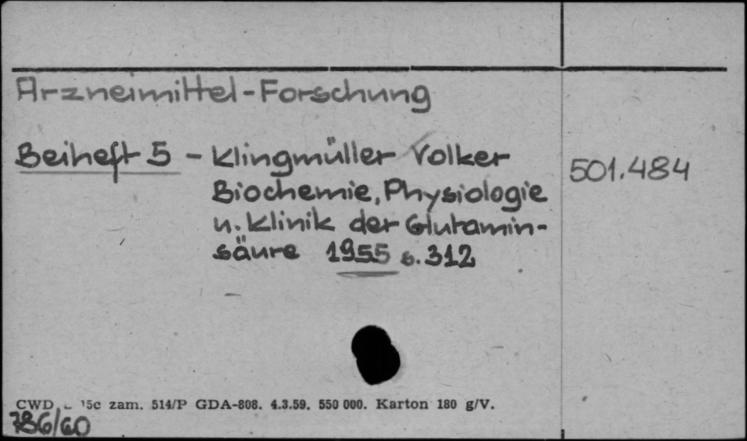 Arzneimittel-Forschung
Beiheft 5 - Klingmüller Volker
501.484
Biochemie, Physiologie
u. Klinik der Glutamin-
säure 1955 s. 312
CWD 15c zam. 514/P GDA-808. 4.3.59. 550 000. Karton 180 g/V.
786/60